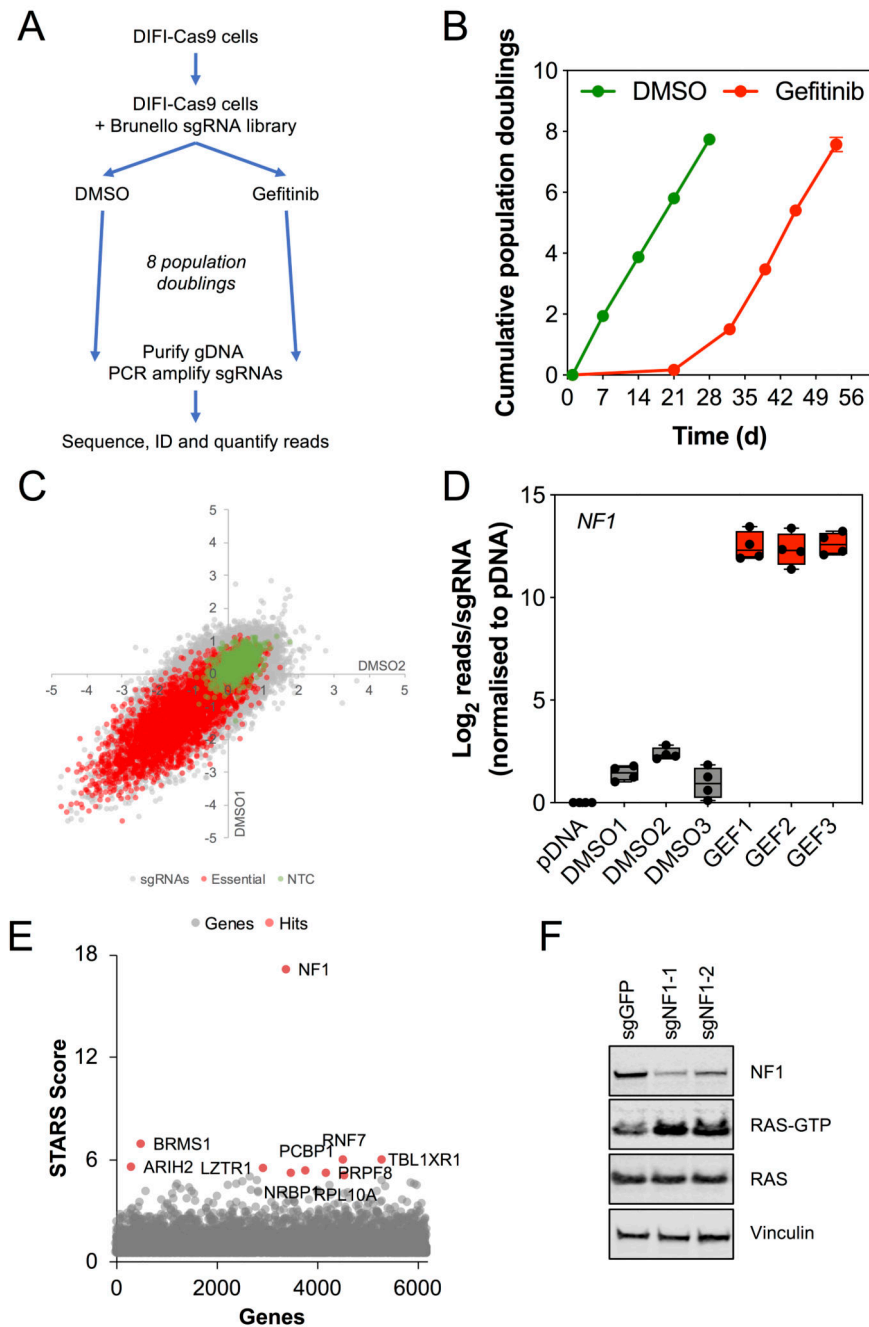 A
DIFI-Cas9 cells
DIFI-Cas9 cells
+ Brunello sgRNA library
DMSO
Gefitinib
8 population
doublings
Purify gDNA
PCR amplify sgRNAs
Sequence, ID and quantify reads
B
Cumulative population doublings
10
8
6
4
2
0
DMSO
Gefitinib
0 7 14 21 28 35 42 49 56
Time (d)
C
5
4
3
2
1
0
-1
-2
-3
-4
-5
-5 -4 -3 -2 -1 0 1 2 3 4 5
DMSO2
DMSO1
sgRNAs Essential NTC
D
Log2 reads/sgRNA
(normalised to pDNA)
15
10
5
0
NF1
pDNA
DMSO1
DMSO2
DMSO3
GEF1
GEF2
GEF3
E
Genes Hits
STARS Score
18
12
6
0
NF1
BRMS1
ARIH2
LZTR1
PCBP1
RNF7
TBL1XR1
PRPF8
NRBP1
RPL10A
0 2000 4000 6000
Genes
F
sgGFP
sgNF1-1
sgNF1-2
NF1
RAS-GTP
RAS
Vinculin